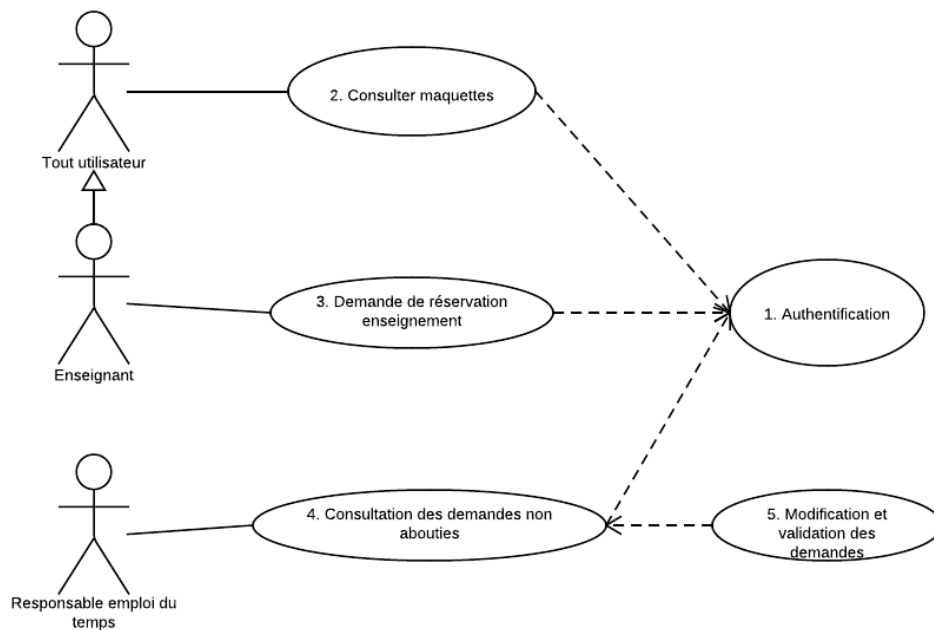 2. Consulter maquettes
Tout utilisateur
3. Demande de réservation
enseignement
1. Authentification
Enseignant
4. Consultation des demandes non
abouties
5. Modification et
validation des
demandes
Responsable emploi du
temps